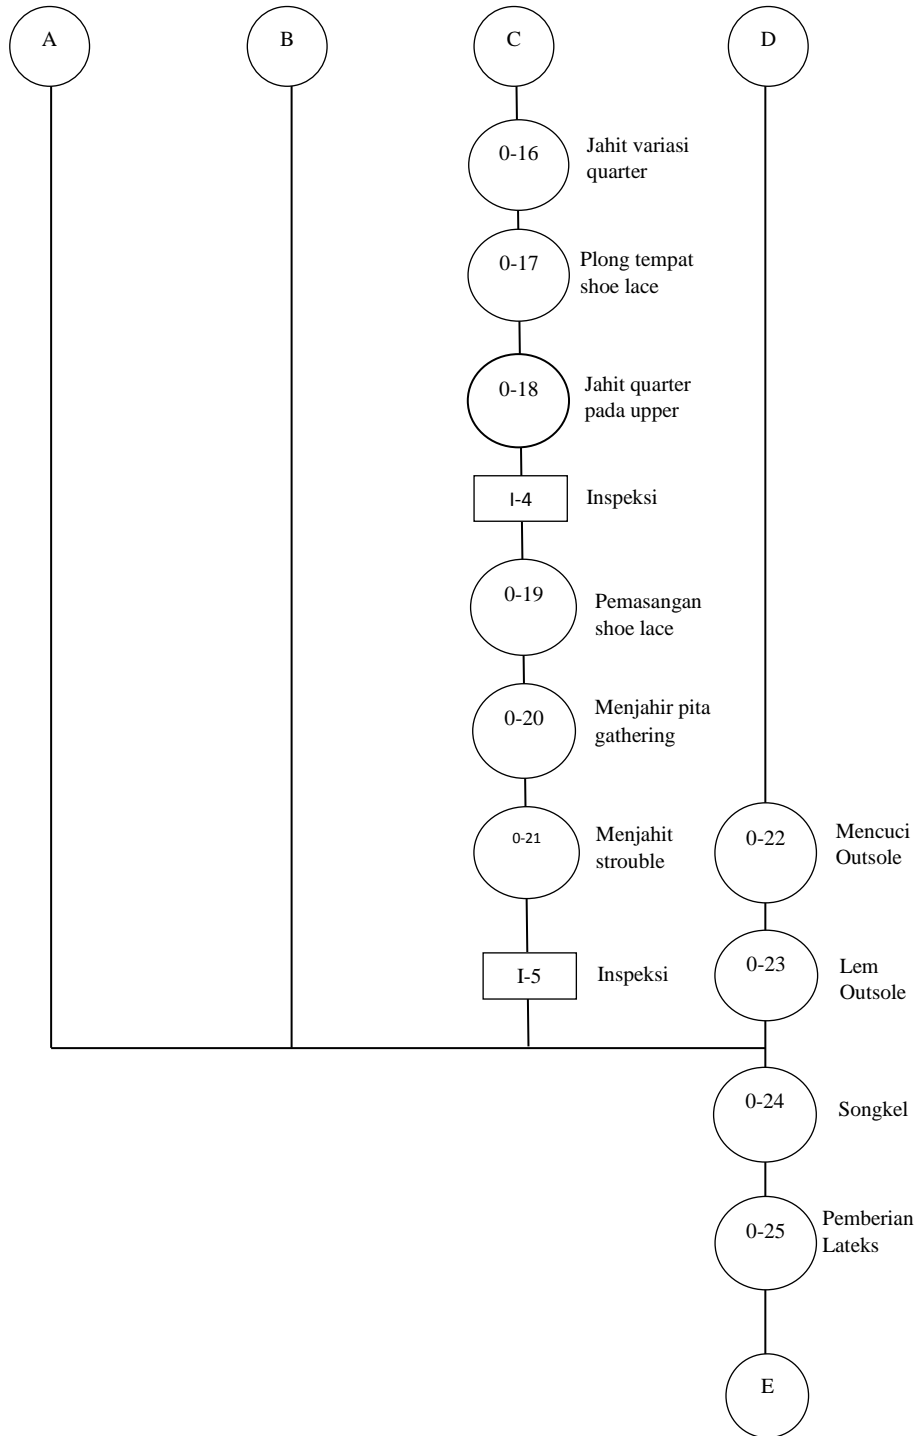 A
B
C
D
0-16
Jahit variasi
quarter
0-17
Plong tempat
shoe lace
0-18
Jahit quarter
pada upper
I-4
Inspeksi
0-19
Pemasangan
shoe lace
0-20
Menjahir pita
gathering
0-21
Menjahit
strouble
0-22
Mencuci
Outsole
I-5
Inspeksi
0-23
Lem
Outsole
0-24
Songkel
0-25
Pemberian
Lateks
E